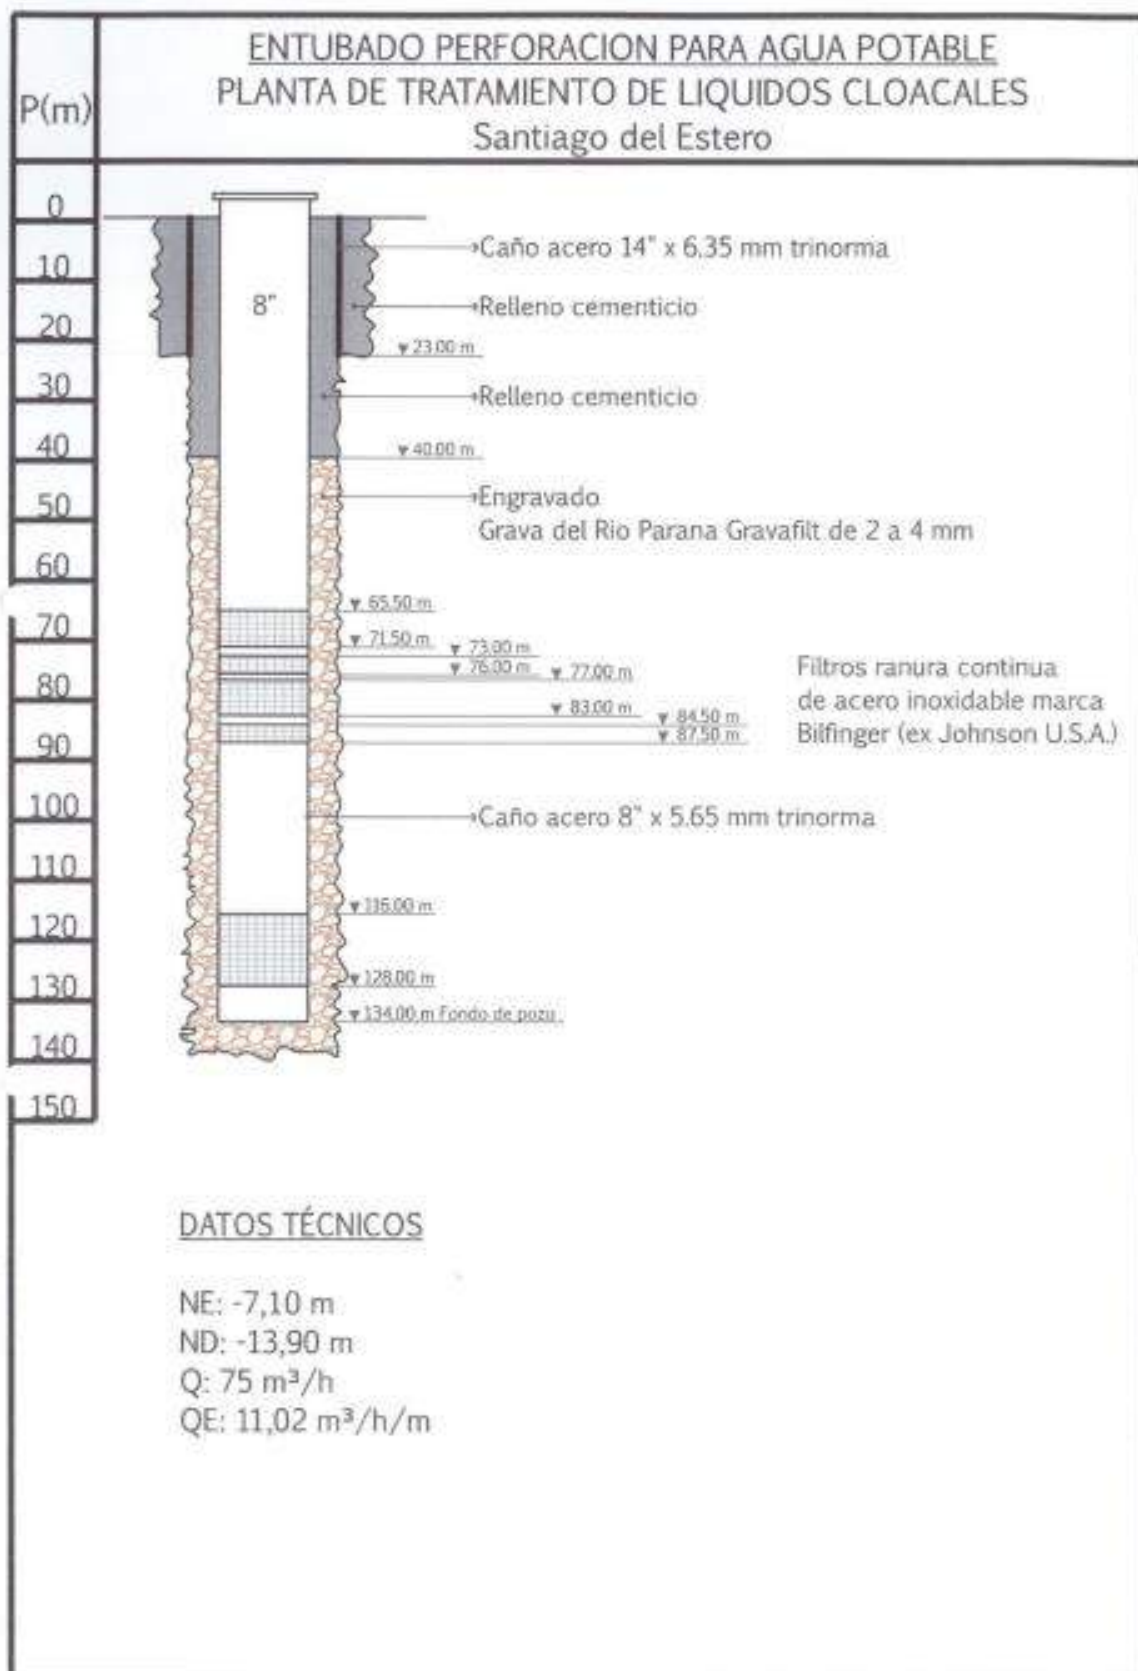 ENTUBADO PERFORACION PARA AGUA POTABLE
PLANTA DE TRATAMIENTO DE LIQUIDOS CLOACALES
Santiago del Estero
P(m)
0
10
20
30
40
50
60
70
80
90
100
110
120
130
140
150
8"
Caño acero 14" x 6.35 mm trinorma
Relleno cementicio
23.00 m
Relleno cementicio
40.00 m
Engravado
Grava del Rio Parana Gravafilt de 2 a 4 mm
65.50 m
71.50 m
73.00 m
76.00 m
77.00 m
83.00 m
84.50 m
87.50 m
Filtros ranura continua
de acero inoxidable marca
Bilfinger (ex Johnson U.S.A.)
Caño acero 8" x 5.65 mm trinorma
116.00 m
128.00 m
134.00 m Fondo de pozo
DATOS TÉCNICOS
NE: -7,10 m
ND: -13,90 m
Q: 75 m³/h
QE: 11,02 m³/h/m